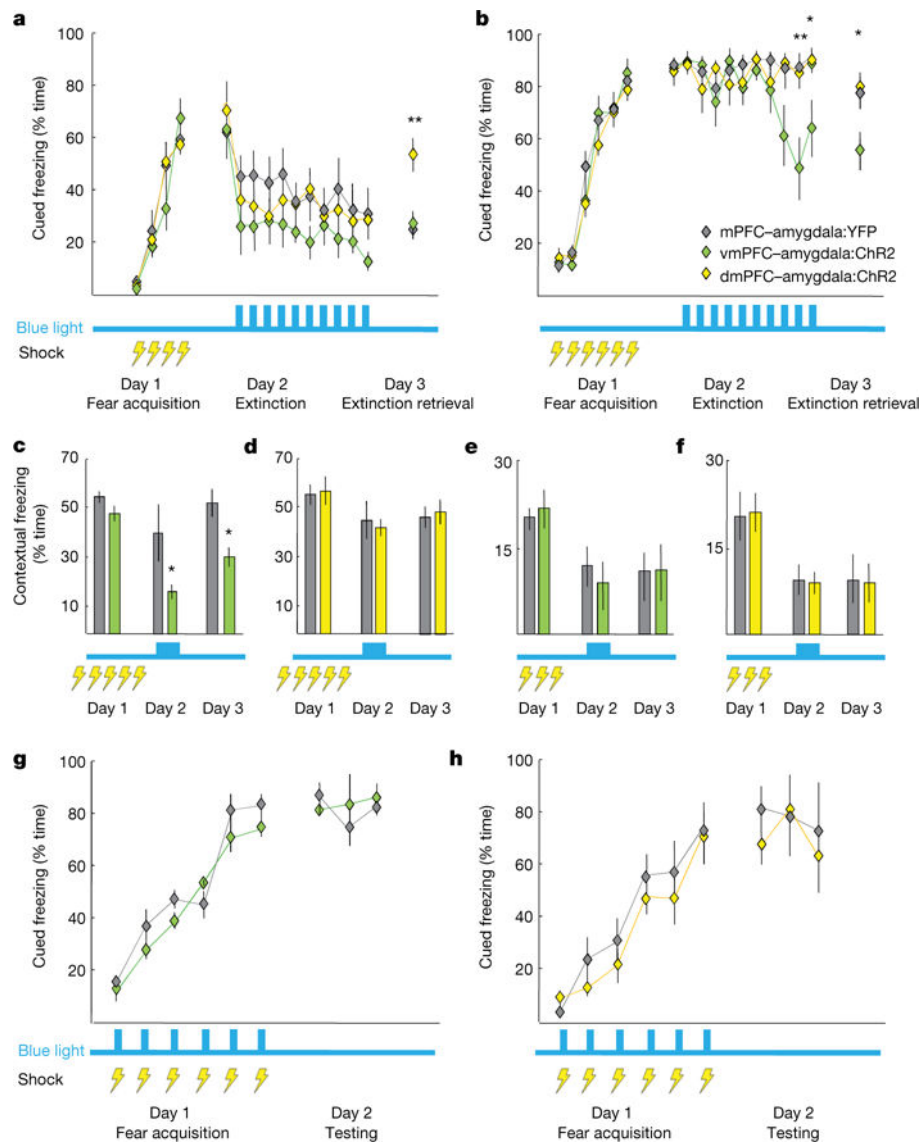 a
100
80
60
40
20
Cued freezing (% time)
**
Blue light
Shock
Day 1
Fear acquisition
Day 2
Extinction
Day 3
Extinction retrieval
b
100
80
60
40
20
Cued freezing (% time)
*
**
*
mPFC–amygdala:YFP
vmPFC–amygdala:ChR2
dmPFC–amygdala:ChR2
Day 1
Fear acquisition
Day 2
Extinction
Day 3
Extinction retrieval
c
70
50
30
10
Contextual freezing
(% time)
*
*
Day 1 Day 2 Day 3
d
70
50
30
10
Day 1 Day 2 Day 3
e
30
15
Day 1 Day 2 Day 3
f
30
15
Day 1 Day 2 Day 3
g
100
80
60
40
20
Cued freezing (% time)
Blue light
Shock
Day 1
Fear acquisition
Day 2
Testing
h
100
80
60
40
20
Cued freezing (% time)
Day 1
Fear acquisition
Day 2
Testing